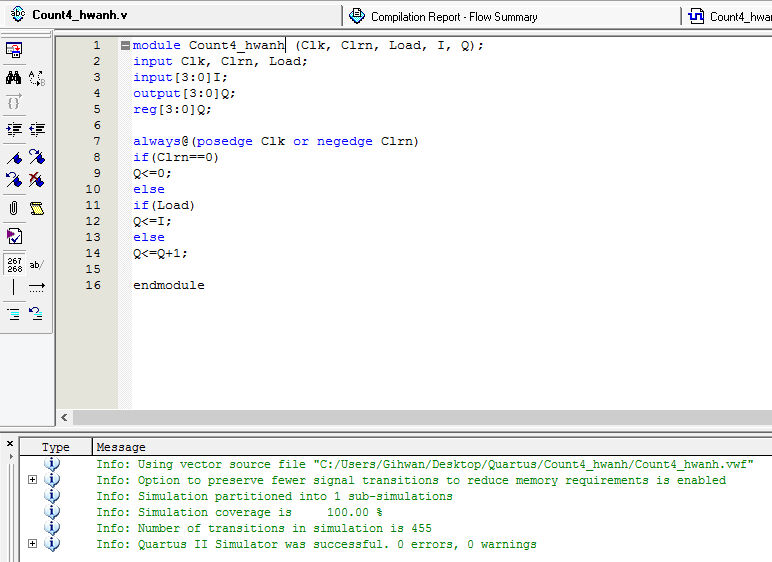 abc Count4_hwanh.v
Compilation Report - Flow Summary
Count4_hwa
1 module Count4_hwanh (Clk, Clrn, Load, I, Q);
2 input Clk, Clrn, Load;
3 input[3:0]I;
4 output[3:0]Q;
5 reg[3:0]Q;
6
7 always@(posedge Clk or negedge Clrn)
8 if(Clrn==0)
9 Q<=0;
10 else
11 if(Load)
12 Q<=I;
13 else
14 Q<=Q+1;
15
16 endmodule
267
268
ab/
Type Message
Info: Using vector source file "C:/Users/Gihwan/Desktop/Quartus/Count4_hwanh/Count4_hwanh.vwf"
Info: Option to preserve fewer signal transitions to reduce memory requirements is enabled
Info: Simulation partitioned into 1 sub-simulations
Info: Simulation coverage is 100.00 %
Info: Number of transitions in simulation is 455
Info: Quartus II Simulator was successful. 0 errors, 0 warnings